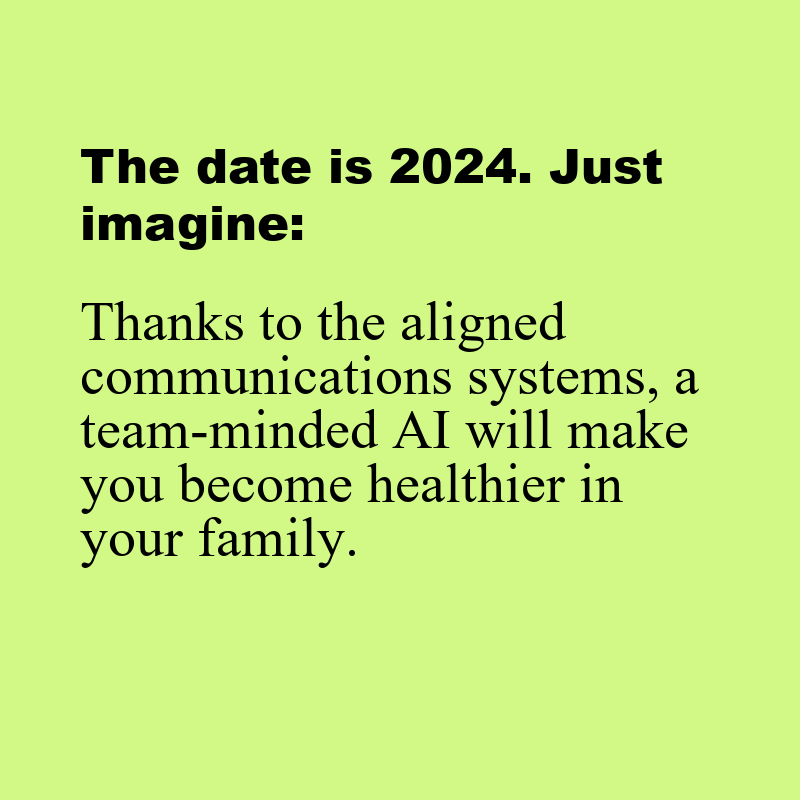 The date is 2024. Just
imagine:
Thanks to the aligned
communications systems, a
team-minded AI will make
you become healthier in
your family.